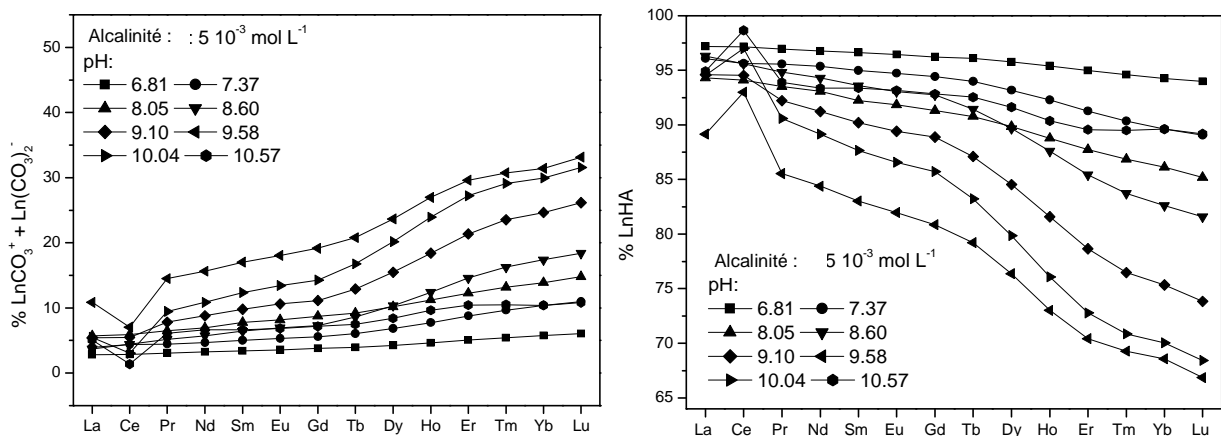 Alcalinité : : 5 10⁻³ mol L⁻¹
pH:
6.81 7.37
8.05 8.60
9.10 9.58
10.04 10.57
% LnCO₃⁺ + Ln(CO₃)₂⁻
50
40
30
20
10
0
La Ce Pr Nd Sm Eu Gd Tb Dy Ho Er Tm Yb Lu
% LnHA
100
95
90
85
80
75
70
65
Alcalinité : 5 10⁻³ mol L⁻¹
pH:
6.81 7.37
8.05 8.60
9.10 9.58
10.04 10.57
La Ce Pr Nd Sm Eu Gd Tb Dy Ho Er Tm Yb Lu